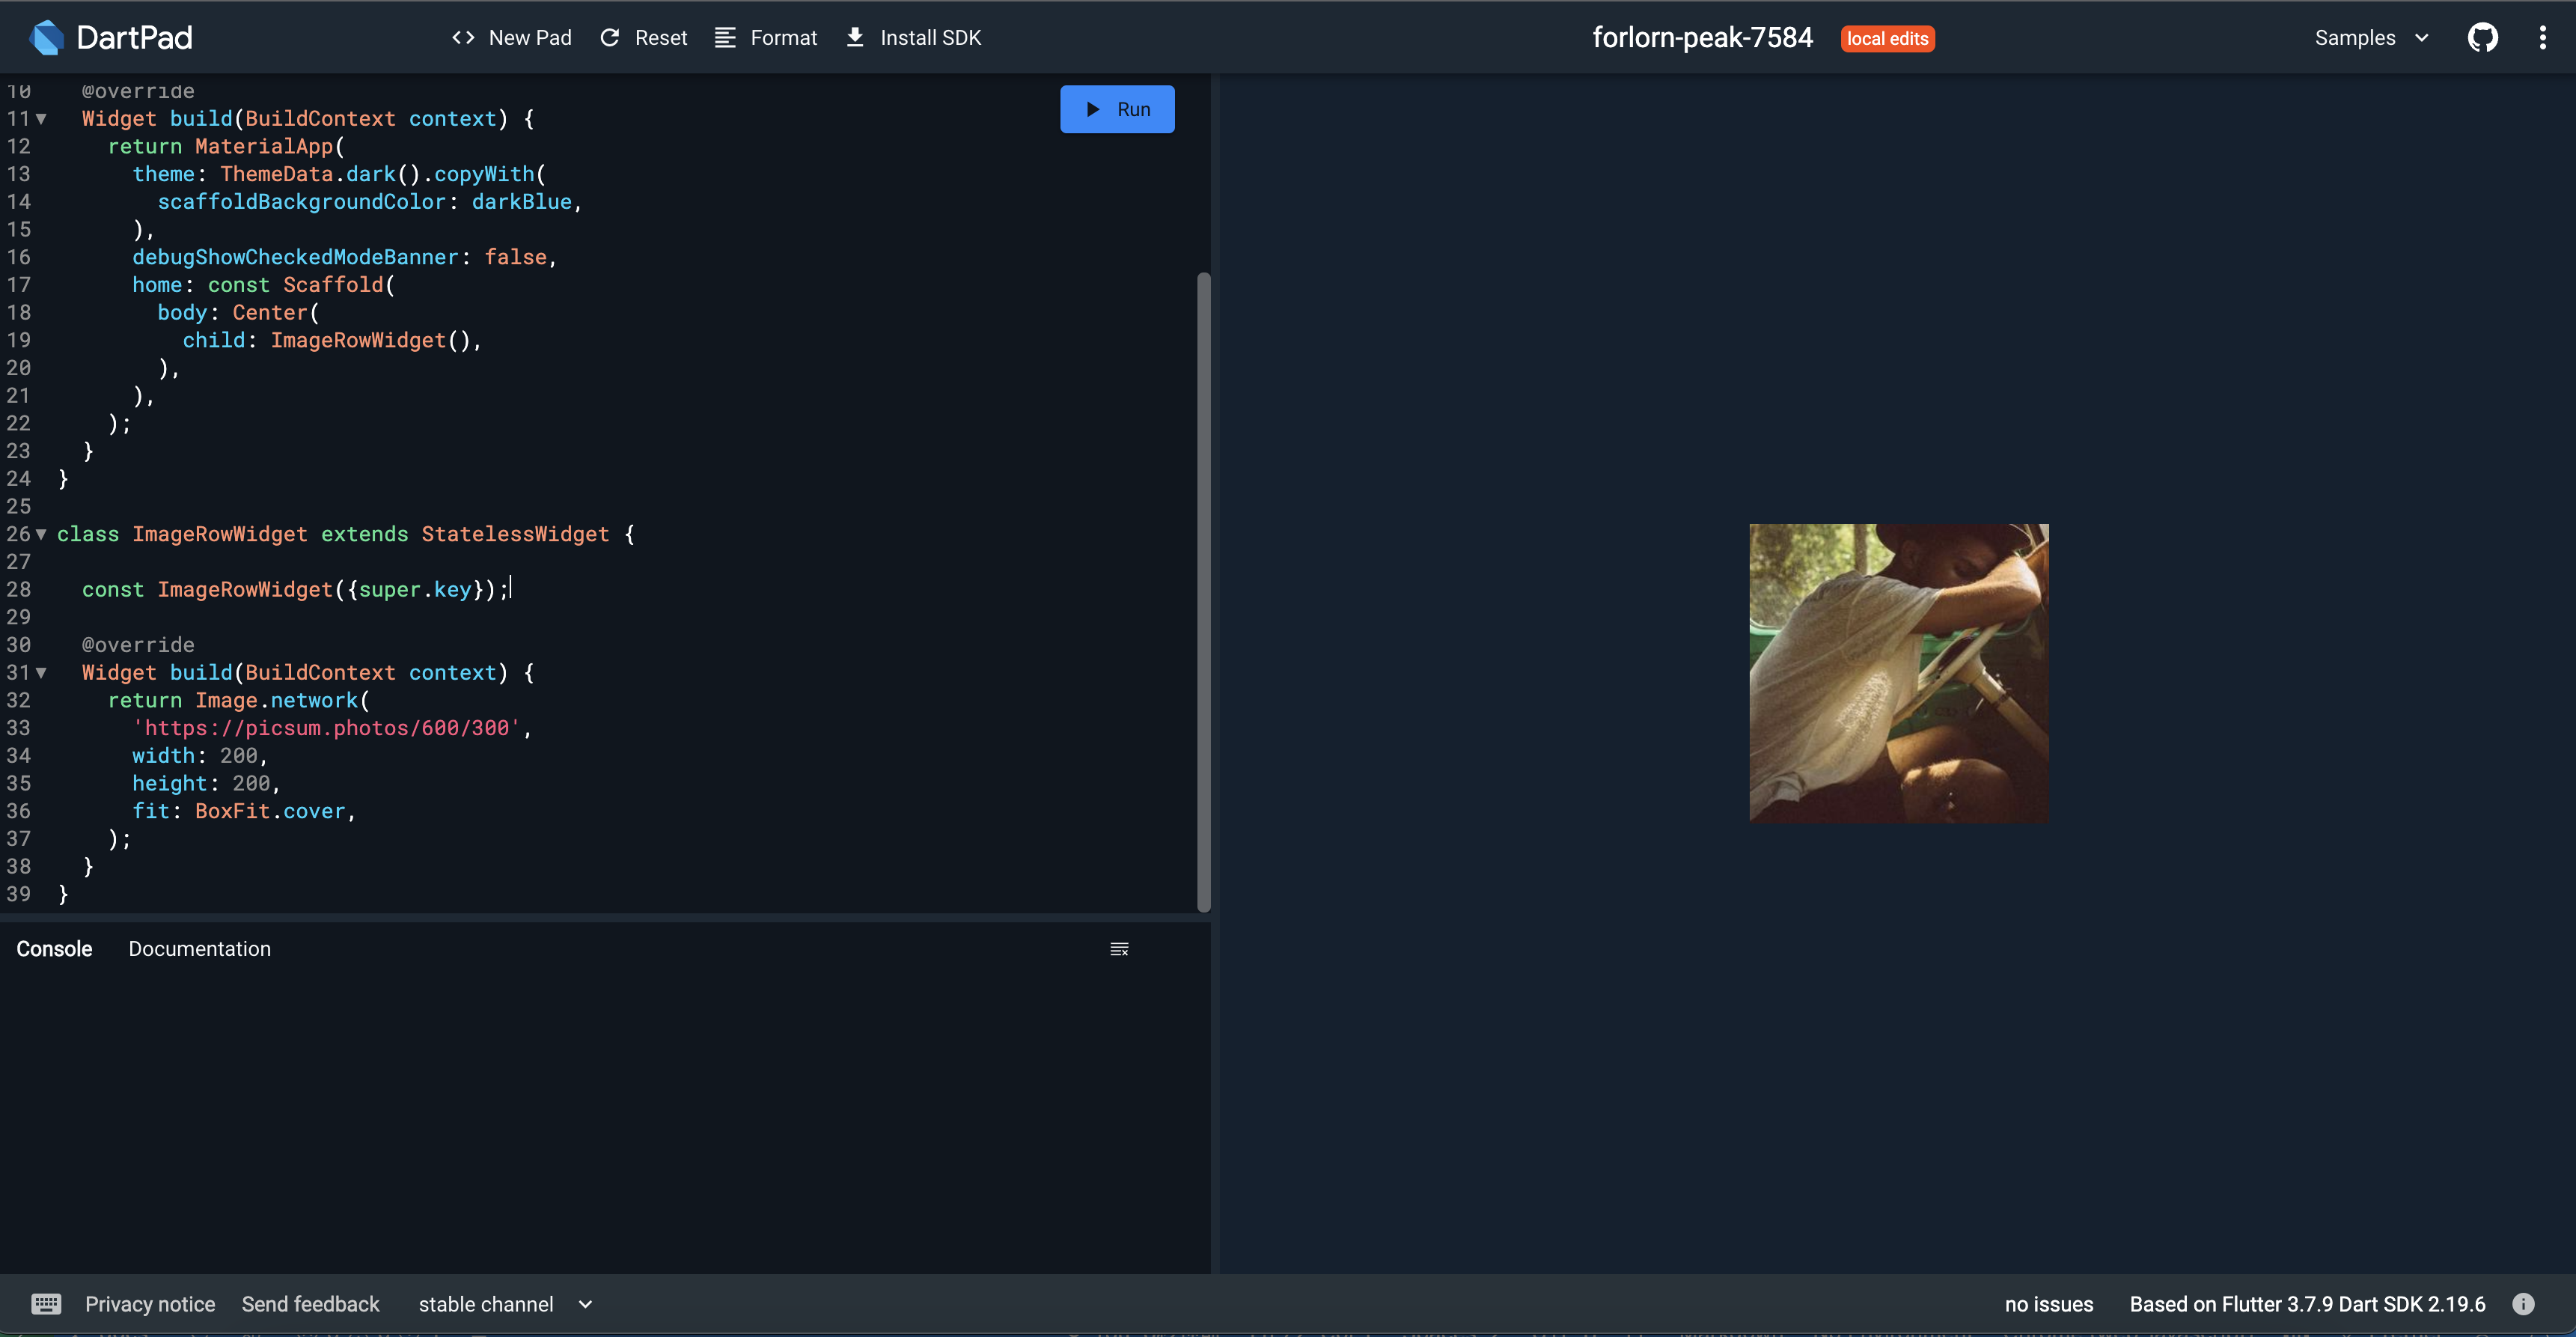 DartPad
<> New Pad
Reset
Format
Install SDK
forlorn-peak-7584
local edits
Samples
Run
10 @override
11 Widget build(BuildContext context) {
12 return MaterialApp(
13 theme: ThemeData.dark().copyWith(
14 scaffoldBackgroundColor: darkBlue,
15 ),
16 debugShowCheckedModeBanner: false,
17 home: const Scaffold(
18 body: Center(
19 child: ImageRowWidget(),
20 ),
21 ),
22 );
23 }
24 }
25
26 class ImageRowWidget extends StatelessWidget {
27
28 const ImageRowWidget({super.key});
29
30 @override
31 Widget build(BuildContext context) {
32 return Image.network(
33 'https://picsum.photos/600/300',
34 width: 200,
35 height: 200,
36 fit: BoxFit.cover,
37 );
38 }
39 }
Console
Documentation
Privacy notice
Send feedback
stable channel
no issues
Based on Flutter 3.7.9 Dart SDK 2.19.6